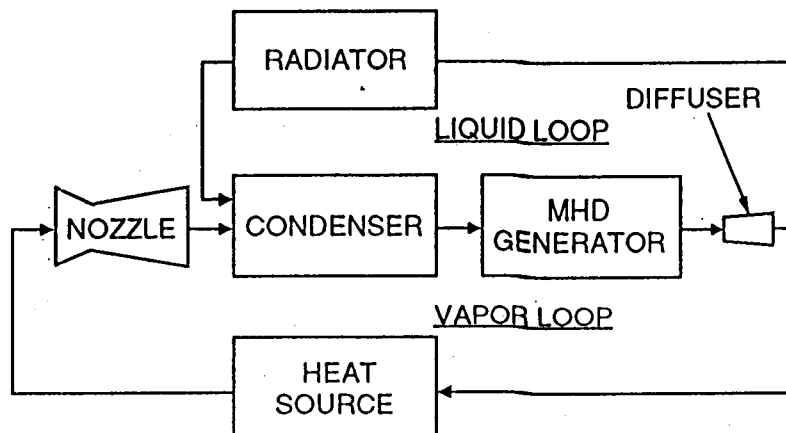 RADIATOR
DIFFUSER
LIQUID LOOP
NOZZLE
CONDENSER
MHD
GENERATOR
VAPOR LOOP
HEAT
SOURCE